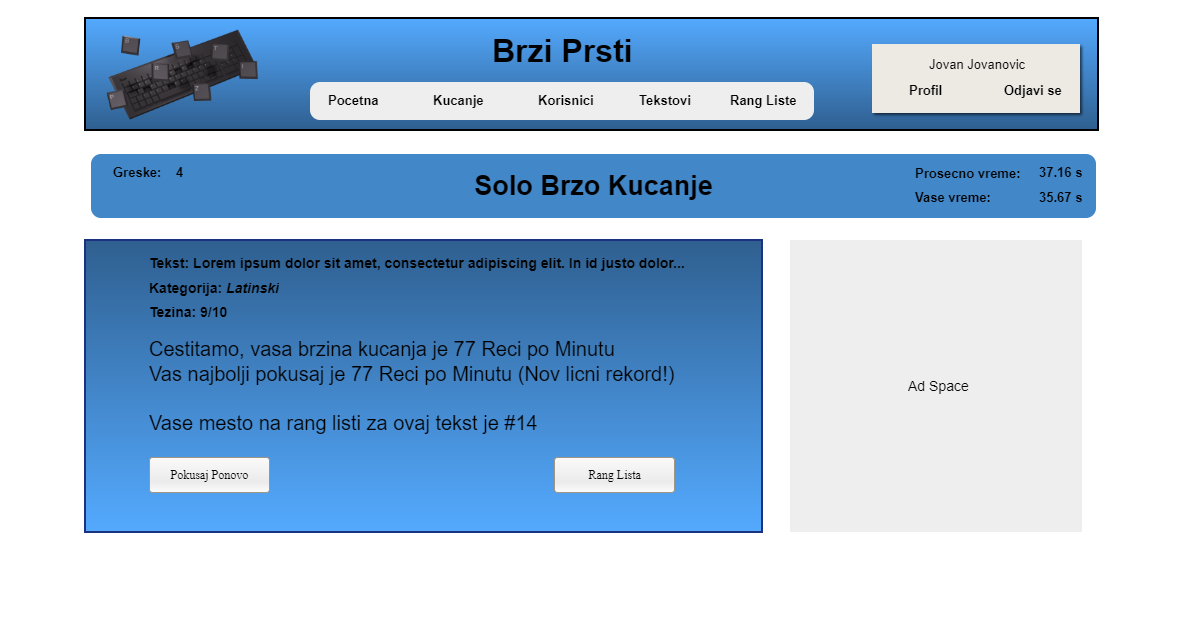 Brzi Prsti
Pocetna Kucanje Korisnici Tekstovi Rang Liste
Jovan Jovanovic
Profil Odjavi se
Greske: 4
Solo Brzo Kucanje
Prosecno vreme: 37.16 s
Vase vreme: 35.67 s
Tekst: Lorem ipsum dolor sit amet, consectetur adipiscing elit. In id justo dolor...
Kategorija: Latinski
Tezina: 9/10
Cestitamo, vasa brzina kucanja je 77 Reci po Minutu
Vas najbolji pokusaj je 77 Reci po Minutu (Nov licni rekord!)
Vase mesto na rang listi za ovaj tekst je #14
Pokusaj Ponovo Rang Lista
Ad Space